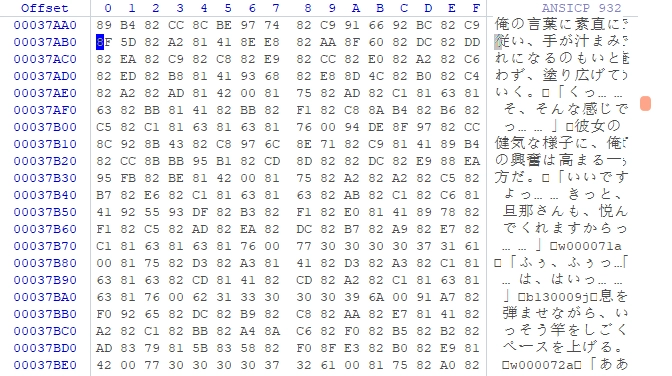 Offset 0 1 2 3 4 5 6 7 8 9 A B C D E F ANSICP 932
00037AA0 89 B4 82 CC 8C BE 97 74 82 C9 91 66 92 BC 82 C9 俺の言葉に素直に
00037AB0 8F 5D 82 A2 81 41 8E E8 82 AA 8F 60 82 DC 82 DD 従い、手が汁まみ
00037AC0 82 EA 82 C9 82 C8 82 E9 82 CC 82 E0 82 A2 82 C6 れになるのもいと
00037AD0 82 ED 82 B8 81 41 93 68 82 E8 8D 4C 82 B0 82 C4 わず、塗り広げて
00037AE0 82 A2 82 AD 81 42 00 81 75 82 AD 82 C1 81 63 81 いく。□「くっ……
00037AF0 63 82 BB 81 41 82 BB 82 F1 82 C8 8A B4 82 B6 82 そ、そんな感じで
00037B00 C5 82 C1 81 63 81 63 81 76 00 94 DE 8F 97 82 CC っ……」□彼女の
00037B10 8C 92 8B 43 82 C8 97 6C 8E 71 82 C9 81 41 89 B4 健気な様子に、俺
00037B20 82 CC 8B BB 95 B1 82 CD 8D 82 82 DC 82 E9 88 EA の興奮は高まる一
00037B30 95 FB 82 BE 81 42 00 81 75 82 A2 82 A2 82 C5 82 方だ。□「いいです
00037B40 B7 82 E6 82 C1 81 63 81 63 82 AB 82 C1 82 C6 81 よっ……きっと、
00037B50 41 92 55 93 DF 82 B3 82 F1 82 E0 81 41 89 78 82 旦那さんも、悦ん
00037B60 F1 82 C5 82 AD 82 EA 82 DC 82 B7 82 A9 82 E7 82 でくれますからっ
00037B70 C1 81 63 81 63 81 76 00 77 30 30 30 30 37 31 61 ……」□w000071a
00037B80 00 81 75 82 D3 82 A3 81 41 82 D3 82 A3 82 C1 81 □「ふぅ、ふぅっ…
00037B90 63 81 63 82 CD 81 41 82 CD 82 A2 82 C1 81 63 81 …は、はいっ…
00037BA0 63 81 76 00 62 31 33 30 30 30 39 6A 00 91 A7 82 」□b130009j□息を
00037BB0 F0 92 65 82 DC 82 B9 82 C8 82 AA 82 E7 81 41 82 弾ませながら、い
00037BC0 A2 82 C1 82 BB 82 A4 8A C6 82 F0 82 B5 82 B2 82 っそう竿をしごく
00037BD0 AD 83 79 81 5B 83 58 82 F0 8F E3 82 B0 82 E9 81 ペースを上げる。
00037BE0 42 00 77 30 30 30 30 37 32 61 00 81 75 82 A0 82 □w000072a□「ああ